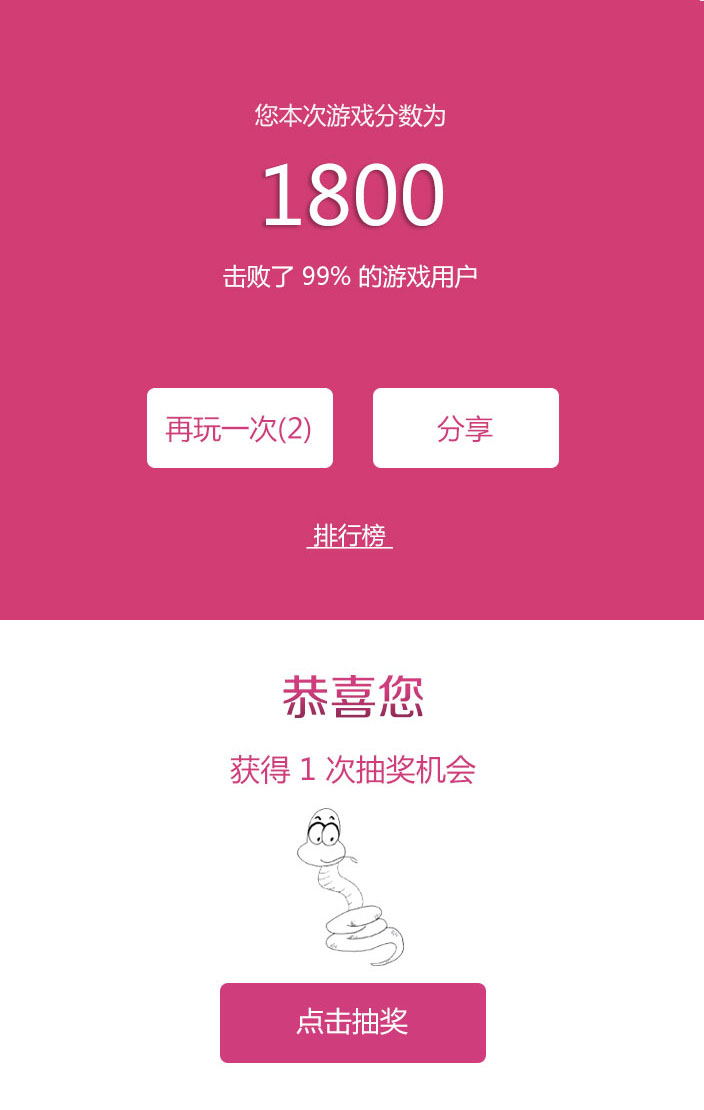 您本次游戏分数为
1800
击败了 99% 的游戏用户
再玩一次(2)
分享
排行榜
恭喜您
获得 1 次抽奖机会
点击抽奖